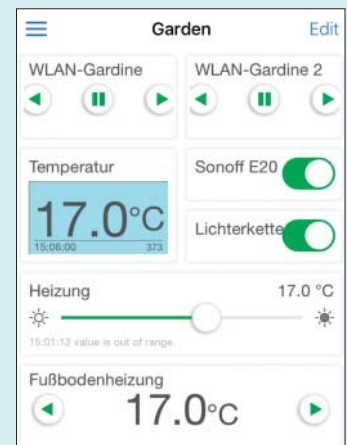 Garden Edit
WLAN-Gardine
WLAN-Gardine 2
Temperatur
17.0°C
15:06:00 373
Sonoff E20
Lichterkette
Heizung 17.0 °C
15:01:12 value is out of range.
Fußbodenheizung
17.0°C